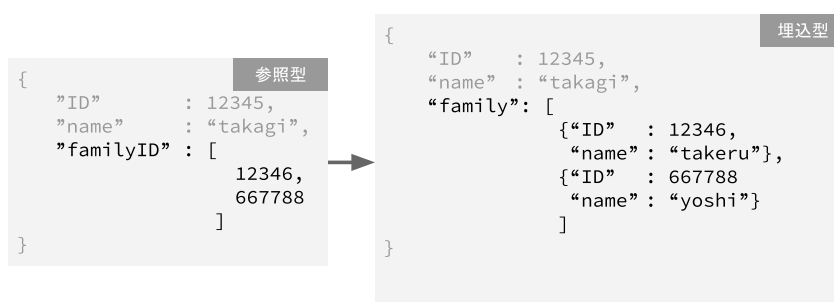 参照型
{
”ID” : 12345,
”name” : “takagi”,
”familyID” : [
12346,
667788
]
}
埋込型
{
“ID” : 12345,
“name” : “takagi”,
“family”: [
{“ID” : 12346,
“name” : “takeru”},
{“ID” : 667788
“name” : “yoshi”}
]
}